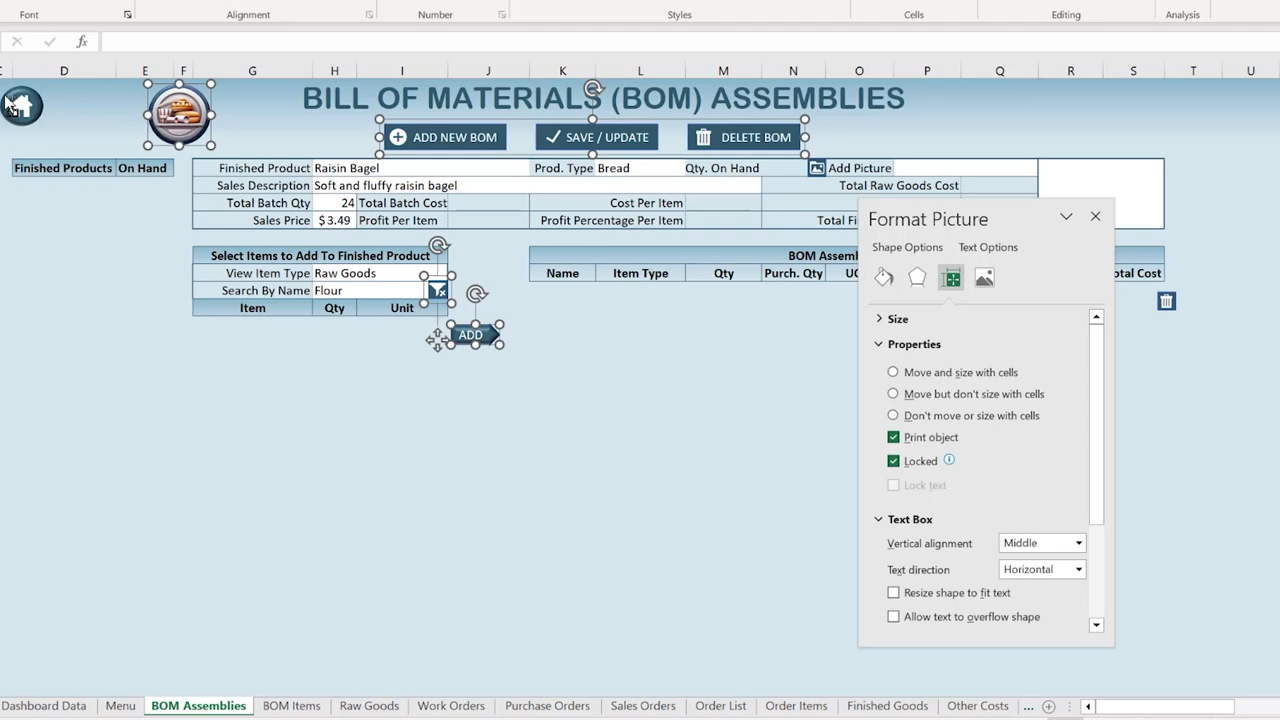 Font Alignment Number Styles Cells Editing Analysis
fx
C D E F G H I J K L M N O P Q R S T U
BILL OF MATERIALS (BOM) ASSEMBLIES
ADD NEW BOM SAVE / UPDATE DELETE BOM
Finished Products On Hand Finished Product Raisin Bagel Prod. Type Bread Qty. On Hand Add Picture
Sales Description Soft and fluffy raisin bagel Total Raw Goods Cost
Total Batch Qty 24 Total Batch Cost Cost Per Item
Sales Price $3.49 Profit Per Item Profit Percentage Per Item
Select Items to Add To Finished Product
View Item Type Raw Goods Name Item Type Qty Purch. Qty
Search By Name Flour
Item Qty Unit
ADD
Format Picture
Shape Options Text Options
Size
Properties
Move and size with cells
Move but don't size with cells
Don't move or size with cells
Print object
Locked
Lock text
Text Box
Vertical alignment Middle
Text direction Horizontal
Resize shape to fit text
Allow text to overflow shape
Dashboard Data Menu BOM Assemblies BOM Items Raw Goods Work Orders Purchase Orders Sales Orders Order List Order Items Finished Goods Other Costs ...